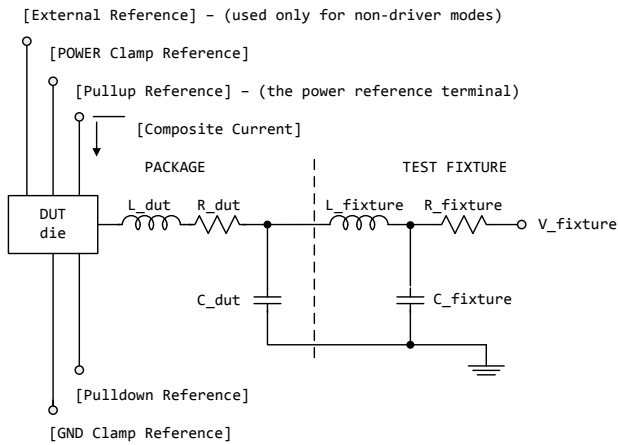 [External Reference] – (used only for non-driver modes)
[POWER Clamp Reference]
[Pullup Reference] – (the power reference terminal)
[Composite Current]
PACKAGE
TEST FIXTURE
L_dut
R_dut
L_fixture
R_fixture
DUT
die
V_fixture
C_dut
C_fixture
[Pulldown Reference]
[GND Clamp Reference]